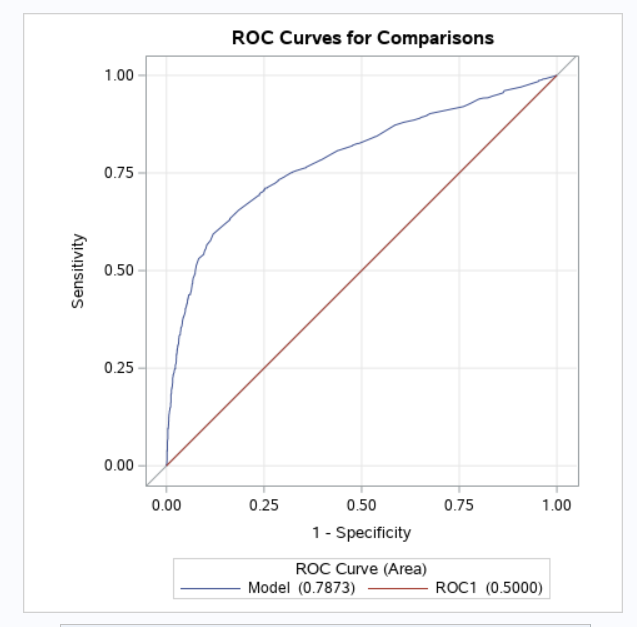 ROC Curves for Comparisons
1.00
0.75
0.50
0.25
0.00
Sensitivity
0.00 0.25 0.50 0.75 1.00
1 - Specificity
ROC Curve (Area)
Model (0.7873) ROC1 (0.5000)